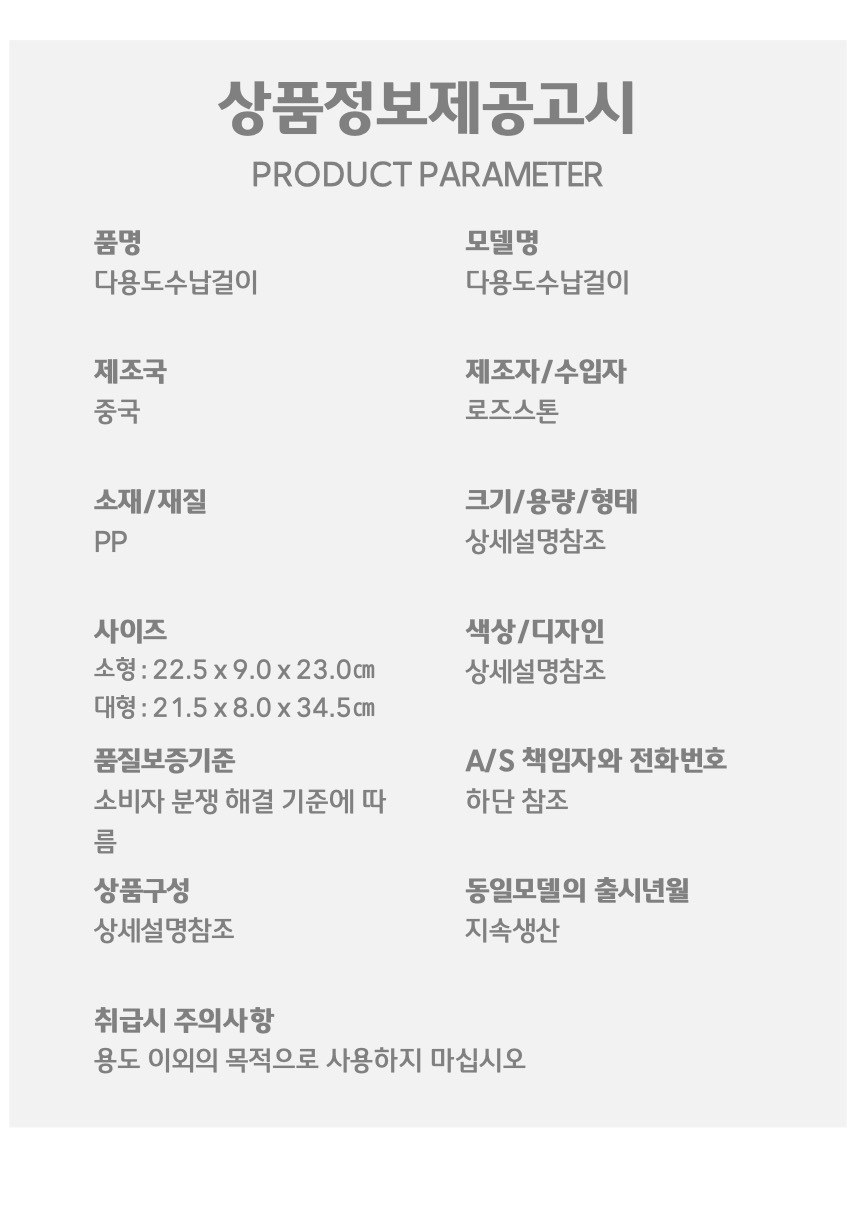 상품정보제공고시
PRODUCT PARAMETER
품명
다용도수납걸이
모델명
다용도수납걸이
제조국
중국
제조자/수입자
로즈스톤
소재/재질
PP
크기/용량/형태
상세설명참조
사이즈
소형 : 22.5 x 9.0 x 23.0㎝
대형 : 21.5 x 8.0 x 34.5㎝
색상/디자인
상세설명참조
품질보증기준
소비자 분쟁 해결 기준에 따
름
A/S 책임자와 전화번호
하단 참조
상품구성
상세설명참조
동일모델의 출시년월
지속생산
취급시 주의사항
용도 이외의 목적으로 사용하지 마십시오